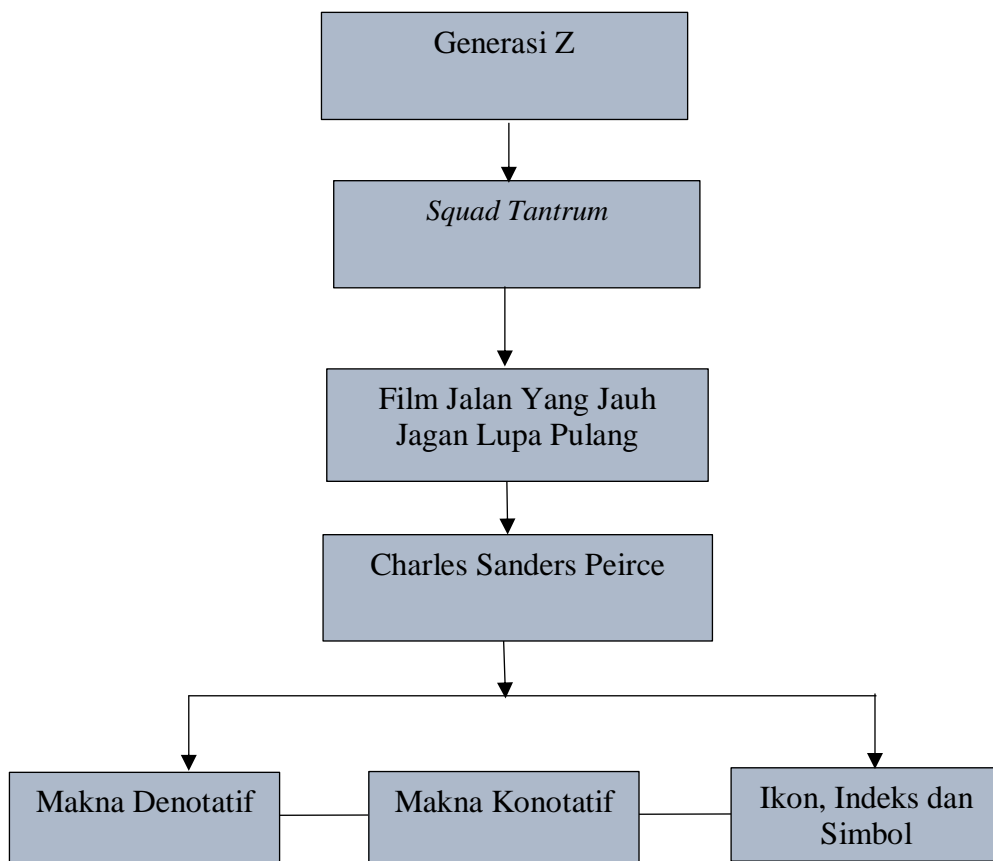 Generasi Z
Squad Tantrum
Film Jalan Yang Jauh
Jagan Lupa Pulang
Charles Sanders Peirce
Makna Denotatif
Makna Konotatif
Ikon, Indeks dan
Simbol